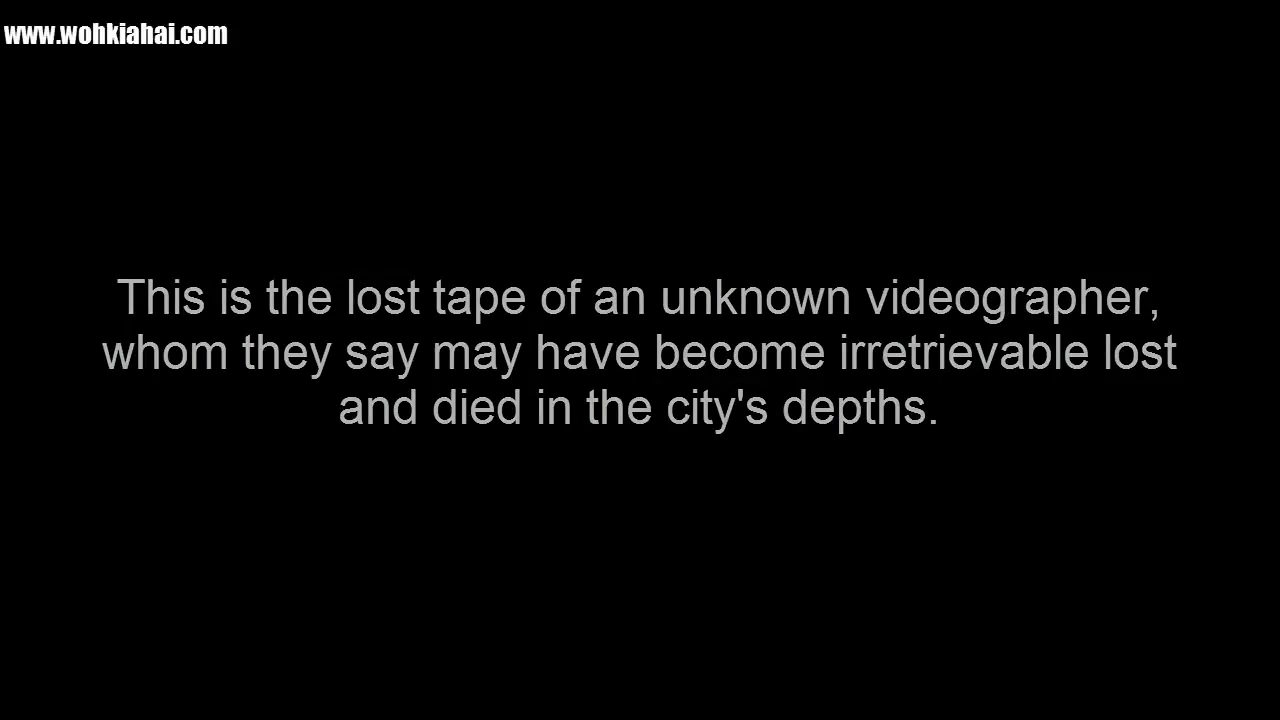 www.wohkiahai.com
This is the lost tape of an unknown videographer,
whom they say may have become irretrievable lost
and died in the city's depths.